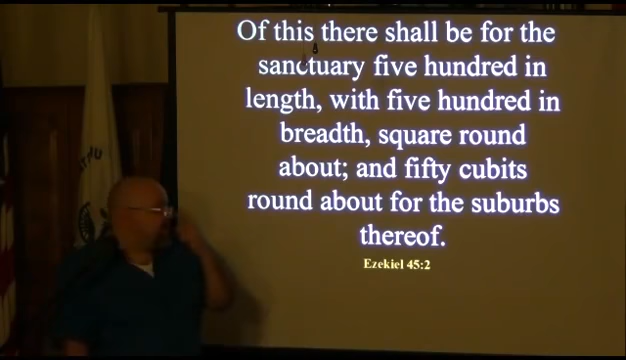 Of this there shall be for the
sanctuary five hundred in
length, with five hundred in
breadth, square round
about; and fifty cubits
round about for the suburbs
thereof.
Ezekiel 45:2